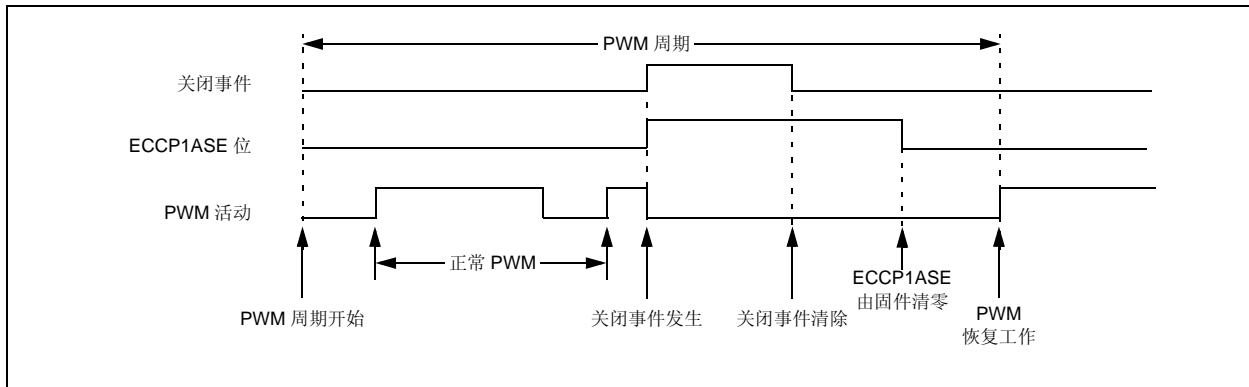 PWM 周期
关闭事件
ECCP1ASE 位
PWM 活动
正常 PWM
PWM 周期开始
关闭事件发生
关闭事件清除
ECCP1ASE
由固件清零
PWM
恢复工作